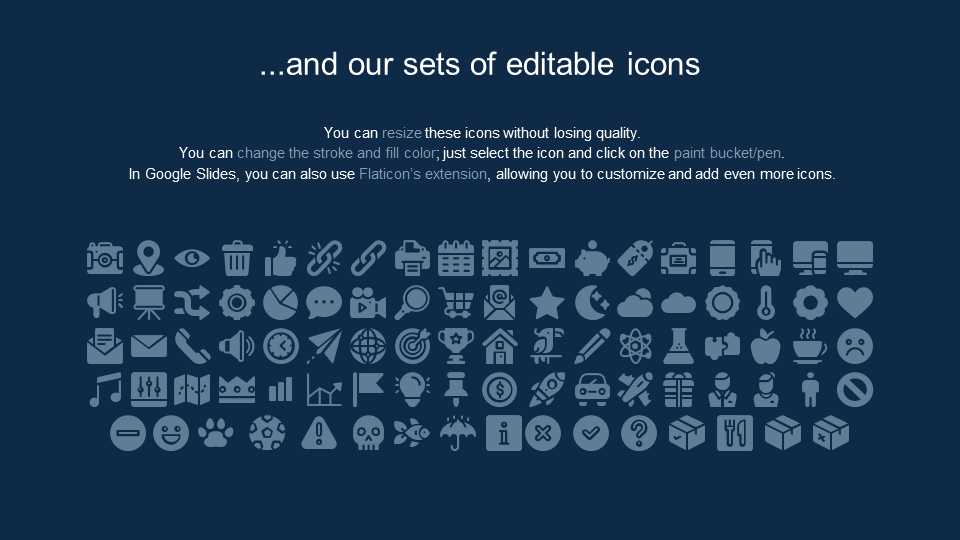 ...and our sets of editable icons
You can resize these icons without losing quality.
You can change the stroke and fill color; just select the icon and click on the paint bucket/pen.
In Google Slides, you can also use Flaticon’s extension, allowing you to customize and add even more icons.